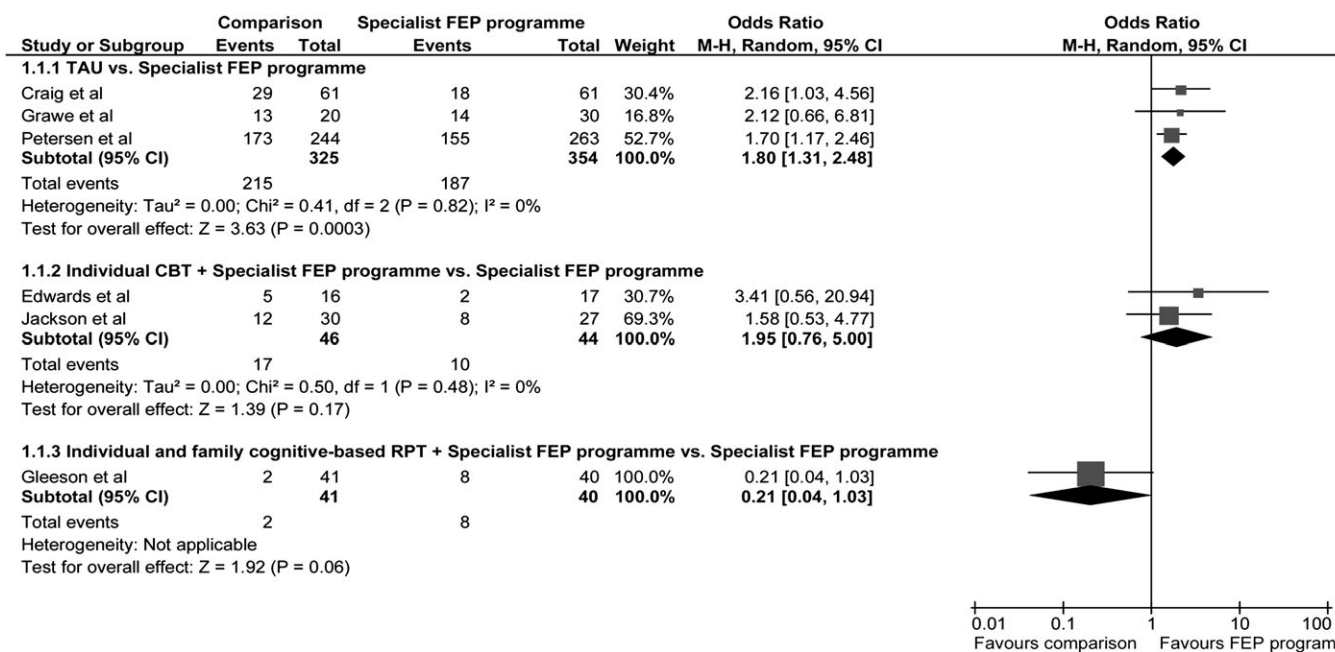 Comparison Specialist FEP programme Odds Ratio Odds Ratio
Study or Subgroup Events Total Events Total Weight M-H, Random, 95% CI M-H, Random, 95% CI
1.1.1 TAU vs. Specialist FEP programme
Craig et al 29 61 18 61 30.4% 2.16 [1.03, 4.56]
Grawe et al 13 20 14 30 16.8% 2.12 [0.66, 6.81]
Petersen et al 173 244 155 263 52.7% 1.70 [1.17, 2.46]
Subtotal (95% CI) 325 354 100.0% 1.80 [1.31, 2.48]
Total events 215 187
Heterogeneity: Tau² = 0.00; Chi² = 0.41, df = 2 (P = 0.82); I² = 0%
Test for overall effect: Z = 3.63 (P = 0.0003)
1.1.2 Individual CBT + Specialist FEP programme vs. Specialist FEP programme
Edwards et al 5 16 2 17 30.7% 3.41 [0.56, 20.94]
Jackson et al 12 30 8 27 69.3% 1.58 [0.53, 4.77]
Subtotal (95% CI) 46 44 100.0% 1.95 [0.76, 5.00]
Total events 17 10
Heterogeneity: Tau² = 0.00; Chi² = 0.50, df = 1 (P = 0.48); I² = 0%
Test for overall effect: Z = 1.39 (P = 0.17)
1.1.3 Individual and family cognitive-based RPT + Specialist FEP programme vs. Specialist FEP programme
Gleeson et al 2 41 8 40 100.0% 0.21 [0.04, 1.03]
Subtotal (95% CI) 41 40 100.0% 0.21 [0.04, 1.03]
Total events 2 8
Heterogeneity: Not applicable
Test for overall effect: Z = 1.92 (P = 0.06)
0.01 0.1 1 10 100
Favours comparison Favours FEP program